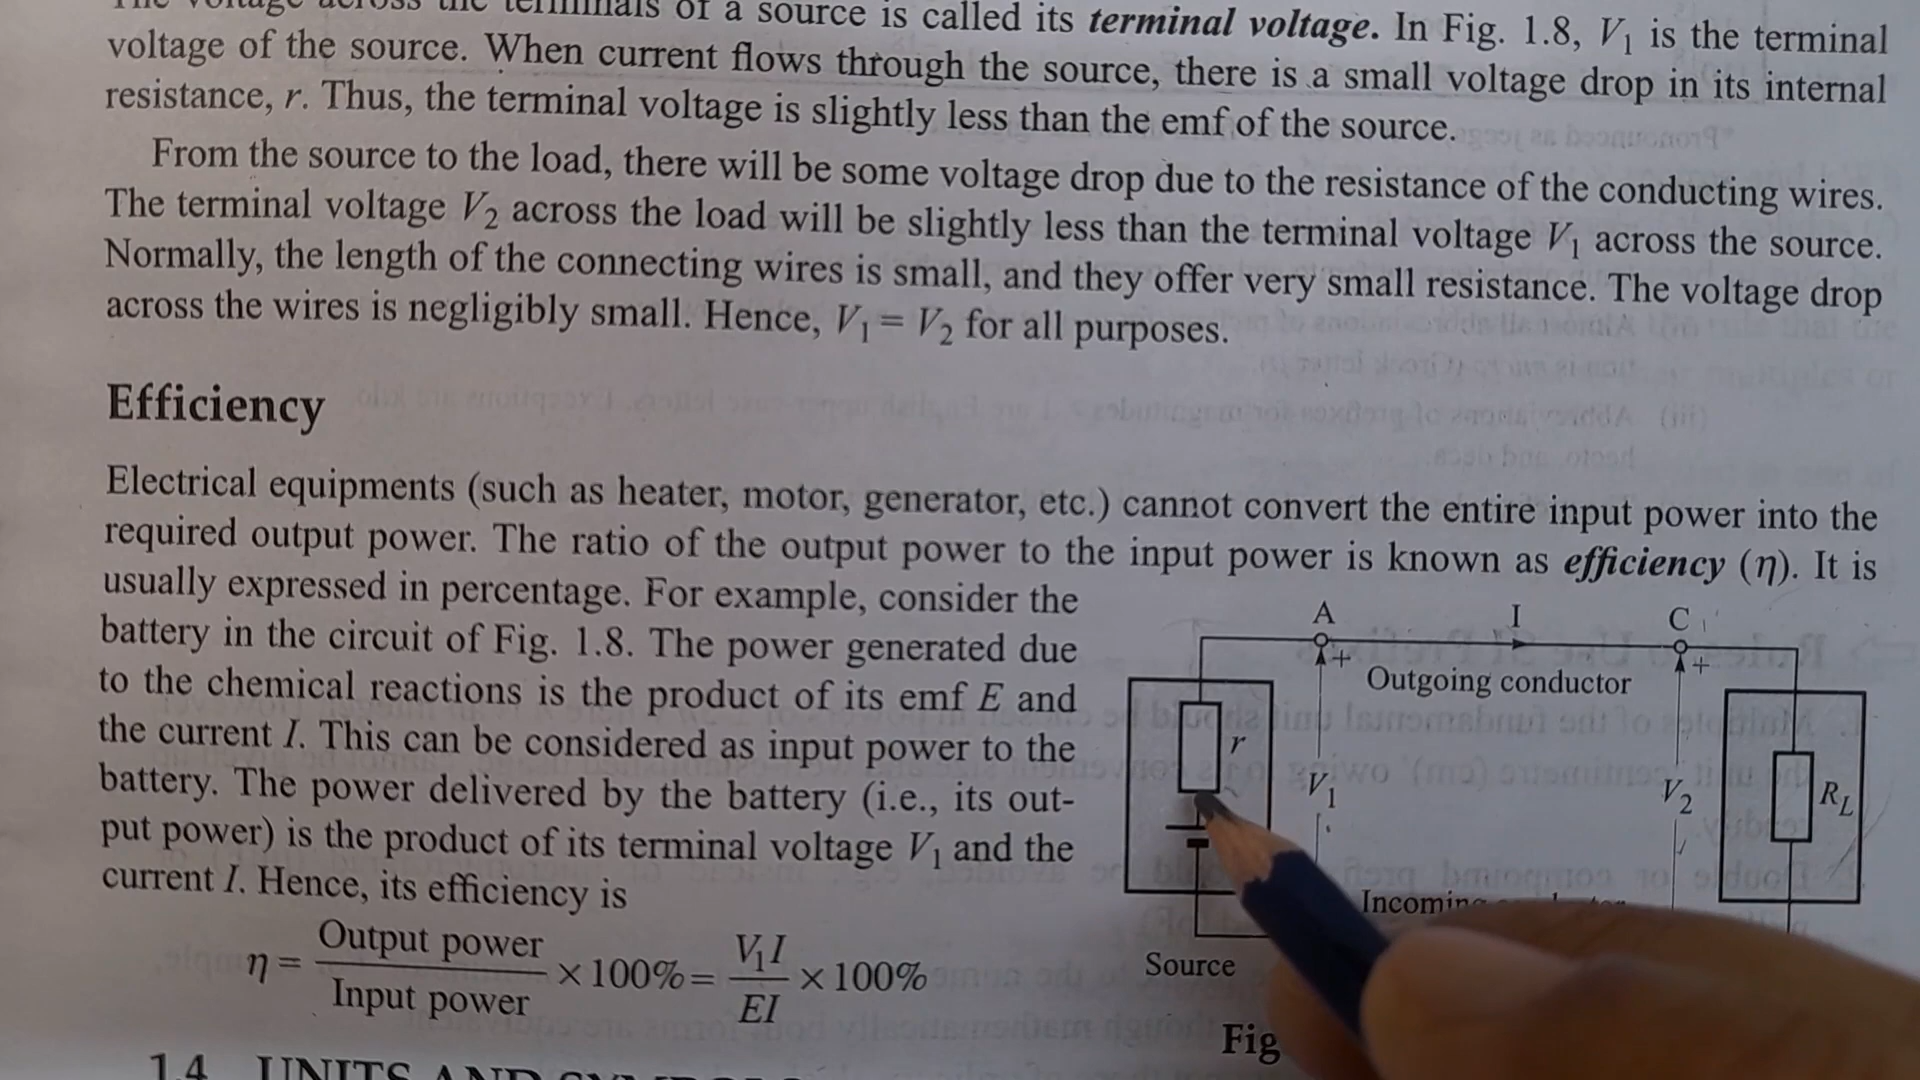 The voltage across the terminals of a source is called its terminal voltage. In Fig. 1.8, V₁ is the terminal
voltage of the source. When current flows through the source, there is a small voltage drop in its internal
resistance, r. Thus, the terminal voltage is slightly less than the emf of the source.
From the source to the load, there will be some voltage drop due to the resistance of the conducting wires.
The terminal voltage V₂ across the load will be slightly less than the terminal voltage V₁ across the source.
Normally, the length of the connecting wires is small, and they offer very small resistance. The voltage drop
across the wires is negligibly small. Hence, V₁ = V₂ for all purposes.
Efficiency
Electrical equipments (such as heater, motor, generator, etc.) cannot convert the entire input power into the
required output power. The ratio of the output power to the input power is known as efficiency (η). It is
usually expressed in percentage. For example, consider the
battery in the circuit of Fig. 1.8. The power generated due
to the chemical reactions is the product of its emf E and
the current I. This can be considered as input power to the
battery. The power delivered by the battery (i.e., its out-
put power) is the product of its terminal voltage V₁ and the
current I. Hence, its efficiency is
η = Output power / Input power × 100% = V₁I / EI × 100%
A I C
+ Outgoing conductor +
r V₁ V₂ R_L
Incoming
Source
Fig
1.4 UNITS AND